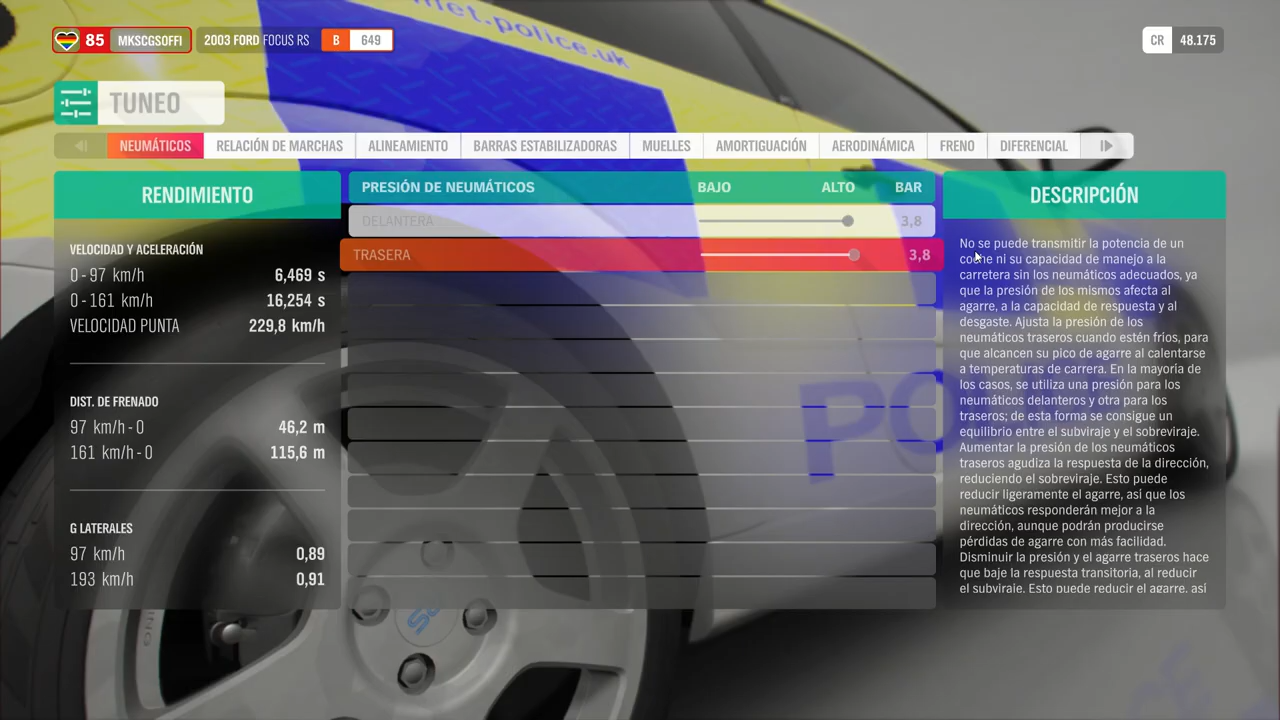 met.police.uk
85 MKSCGSOFFI 2003 FORD FOCUS RS B 649 CR 48.175
TUNEO
NEUMÁTICOS RELACIÓN DE MARCHAS ALINEAMIENTO BARRAS ESTABILIZADORAS MUELLES AMORTIGUACIÓN AERODINÁMICA FRENO DIFERENCIAL
RENDIMIENTO
VELOCIDAD Y ACELERACIÓN
0-97 km/h 6,469 s
0-161 km/h 16,254 s
VELOCIDAD PUNTA 229,8 km/h
DIST. DE FRENADO
97 km/h-0 46,2 m
161 km/h-0 115,6 m
G LATERALES
97 km/h 0,89
193 km/h 0,91
PRESIÓN DE NEUMÁTICOS BAJO ALTO BAR
DELANTERA 3,8
TRASERA 3,8
DESCRIPCIÓN
No se puede transmitir la potencia de un
coche ni su capacidad de manejo a la
carretera sin los neumáticos adecuados, ya
que la presión de los mismos afecta al
agarre, a la capacidad de respuesta y al
desgaste. Ajusta la presión de los
neumáticos traseros cuando estén fríos, para
que alcancen su pico de agarre al calentarse
a temperaturas de carrera. En la mayoría de
los casos, se utiliza una presión para los
neumáticos delanteros y otra para los
traseros; de esta forma se consigue un
equilibrio entre el subviraje y el sobreviraje.
Aumentar la presión de los neumáticos
traseros agudiza la respuesta de la dirección,
reduciendo el sobreviraje. Esto puede
reducir ligeramente el agarre, así que los
neumáticos responderán mejor a la
dirección, aunque podrán producirse
pérdidas de agarre con más facilidad.
Disminuir la presión y el agarre traseros hace
que baje la respuesta transitoria, al reducir
el subviraje. Esto puede reducir el agarre, así
PO